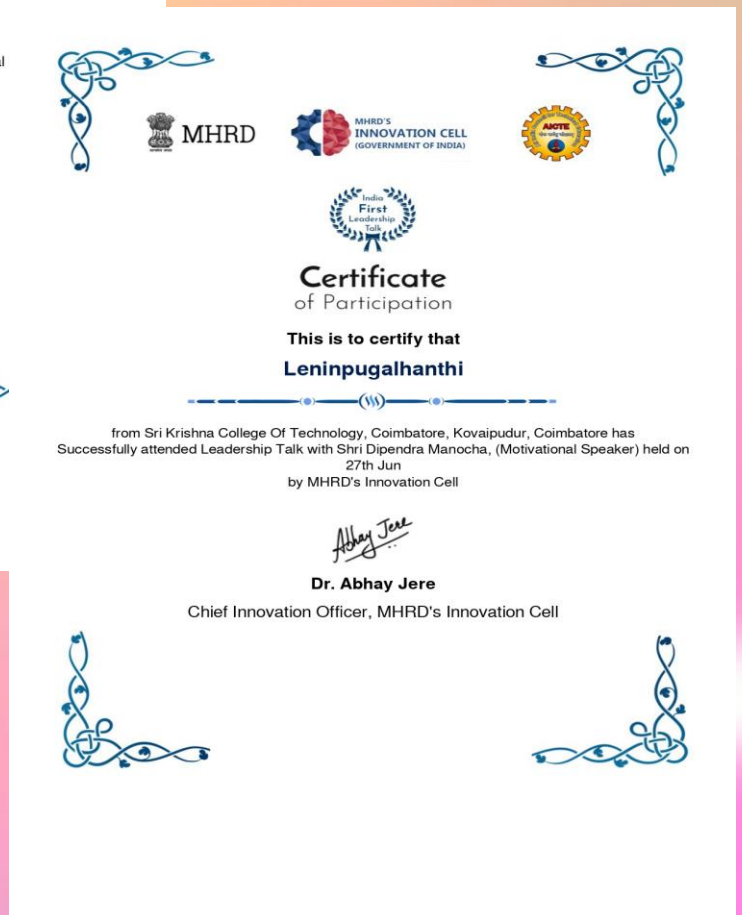 al
MHRD
MHRD'S
INNOVATION CELL
(GOVERNMENT OF INDIA)
AICTE
India
First
Leadership
Talk
Certificate
of Participation
This is to certify that
Leninpugalhanthi
from Sri Krishna College Of Technology, Coimbatore, Kovaipudur, Coimbatore has
Successfully attended Leadership Talk with Shri Dipendra Manocha, (Motivational Speaker) held on
27th Jun
by MHRD's Innovation Cell
Abhay Jere
Dr. Abhay Jere
Chief Innovation Officer, MHRD's Innovation Cell